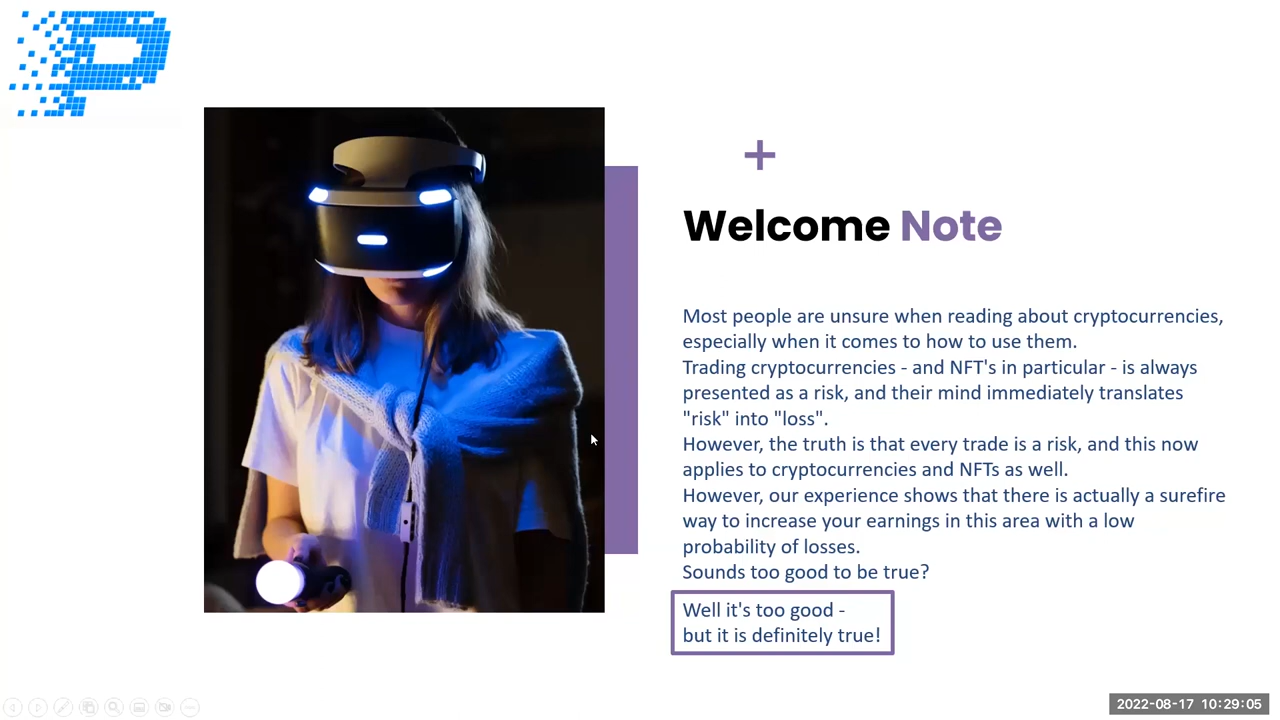 Welcome Note
Most people are unsure when reading about cryptocurrencies,
especially when it comes to how to use them.
Trading cryptocurrencies - and NFT's in particular - is always
presented as a risk, and their mind immediately translates
"risk" into "loss".
However, the truth is that every trade is a risk, and this now
applies to cryptocurrencies and NFTs as well.
However, our experience shows that there is actually a surefire
way to increase your earnings in this area with a low
probability of losses.
Sounds too good to be true?
Well it's too good -
but it is definitely true!
2022-08-17 10:29:05